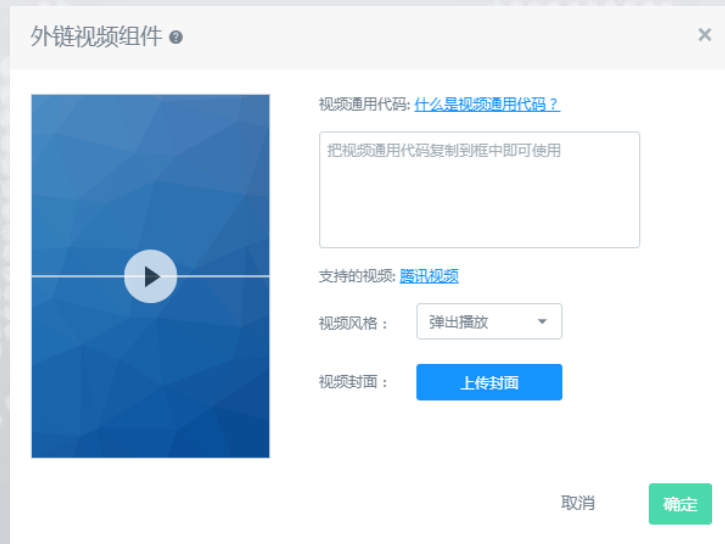 外链视频组件
视频通用代码: 什么是视频通用代码？
把视频通用代码复制到框中即可使用
支持的视频: 腾讯视频
视频风格： 弹出播放
视频封面： 上传封面
取消 确定